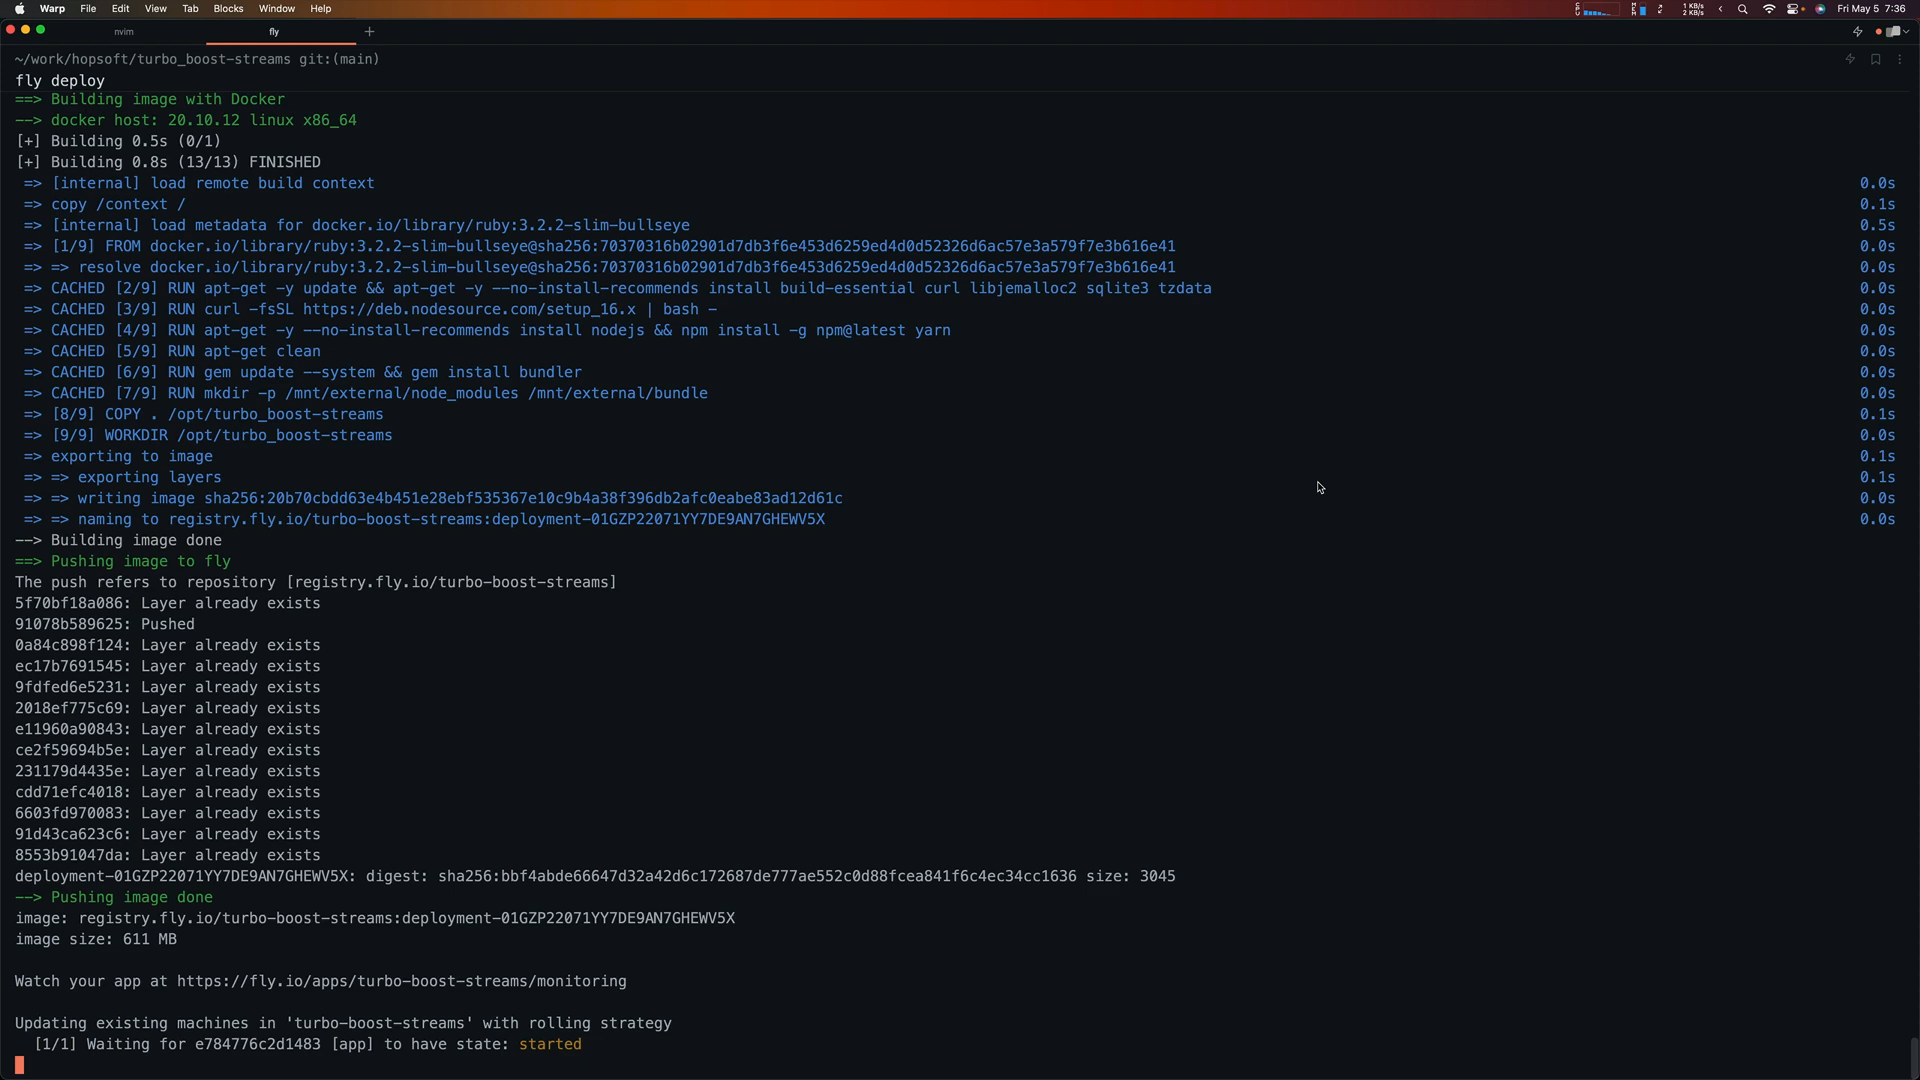 Warp File Edit View Tab Blocks Window Help 1 KB/s 2 KB/s Fri May 5 7:36
nvim fly +
~/work/hopsoft/turbo_boost-streams git:(main)
fly deploy
==> Building image with Docker
--> docker host: 20.10.12 linux x86_64
[+] Building 0.5s (0/1)
[+] Building 0.8s (13/13) FINISHED
=> [internal] load remote build context 0.0s
=> copy /context / 0.1s
=> [internal] load metadata for docker.io/library/ruby:3.2.2-slim-bullseye 0.5s
=> [1/9] FROM docker.io/library/ruby:3.2.2-slim-bullseye@sha256:70370316b02901d7db3f6e453d6259ed4d0d52326d6ac57e3a579f7e3b616e41 0.0s
=> => resolve docker.io/library/ruby:3.2.2-slim-bullseye@sha256:70370316b02901d7db3f6e453d6259ed4d0d52326d6ac57e3a579f7e3b616e41 0.0s
=> CACHED [2/9] RUN apt-get -y update && apt-get -y --no-install-recommends install build-essential curl libjemalloc2 sqlite3 tzdata 0.0s
=> CACHED [3/9] RUN curl -fsSL https://deb.nodesource.com/setup_16.x | bash - 0.0s
=> CACHED [4/9] RUN apt-get -y --no-install-recommends install nodejs && npm install -g npm@latest yarn 0.0s
=> CACHED [5/9] RUN apt-get clean 0.0s
=> CACHED [6/9] RUN gem update --system && gem install bundler 0.0s
=> CACHED [7/9] RUN mkdir -p /mnt/external/node_modules /mnt/external/bundle 0.0s
=> [8/9] COPY . /opt/turbo_boost-streams 0.1s
=> [9/9] WORKDIR /opt/turbo_boost-streams 0.0s
=> exporting to image 0.1s
=> => exporting layers 0.1s
=> => writing image sha256:20b70cbdd63e4b451e28ebf535367e10c9b4a38f396db2afc0eabe83ad12d61c 0.0s
=> => naming to registry.fly.io/turbo-boost-streams:deployment-01GZP22071YY7DE9AN7GHEWV5X 0.0s
--> Building image done
==> Pushing image to fly
The push refers to repository [registry.fly.io/turbo-boost-streams]
5f70bf18a086: Layer already exists
91078b589625: Pushed
0a84c898f124: Layer already exists
ec17b7691545: Layer already exists
9fdfed6e5231: Layer already exists
2018ef775c69: Layer already exists
e11960a90843: Layer already exists
ce2f59694b5e: Layer already exists
231179d4435e: Layer already exists
cdd71efc4018: Layer already exists
6603fd970083: Layer already exists
91d43ca623c6: Layer already exists
8553b91047da: Layer already exists
deployment-01GZP22071YY7DE9AN7GHEWV5X: digest: sha256:bbf4abde66647d32a42d6c172687de777ae552c0d88fcea841f6c4ec34cc1636 size: 3045
--> Pushing image done
image: registry.fly.io/turbo-boost-streams:deployment-01GZP22071YY7DE9AN7GHEWV5X
image size: 611 MB
Watch your app at https://fly.io/apps/turbo-boost-streams/monitoring
Updating existing machines in 'turbo-boost-streams' with rolling strategy
[1/1] Waiting for e784776c2d1483 [app] to have state: started